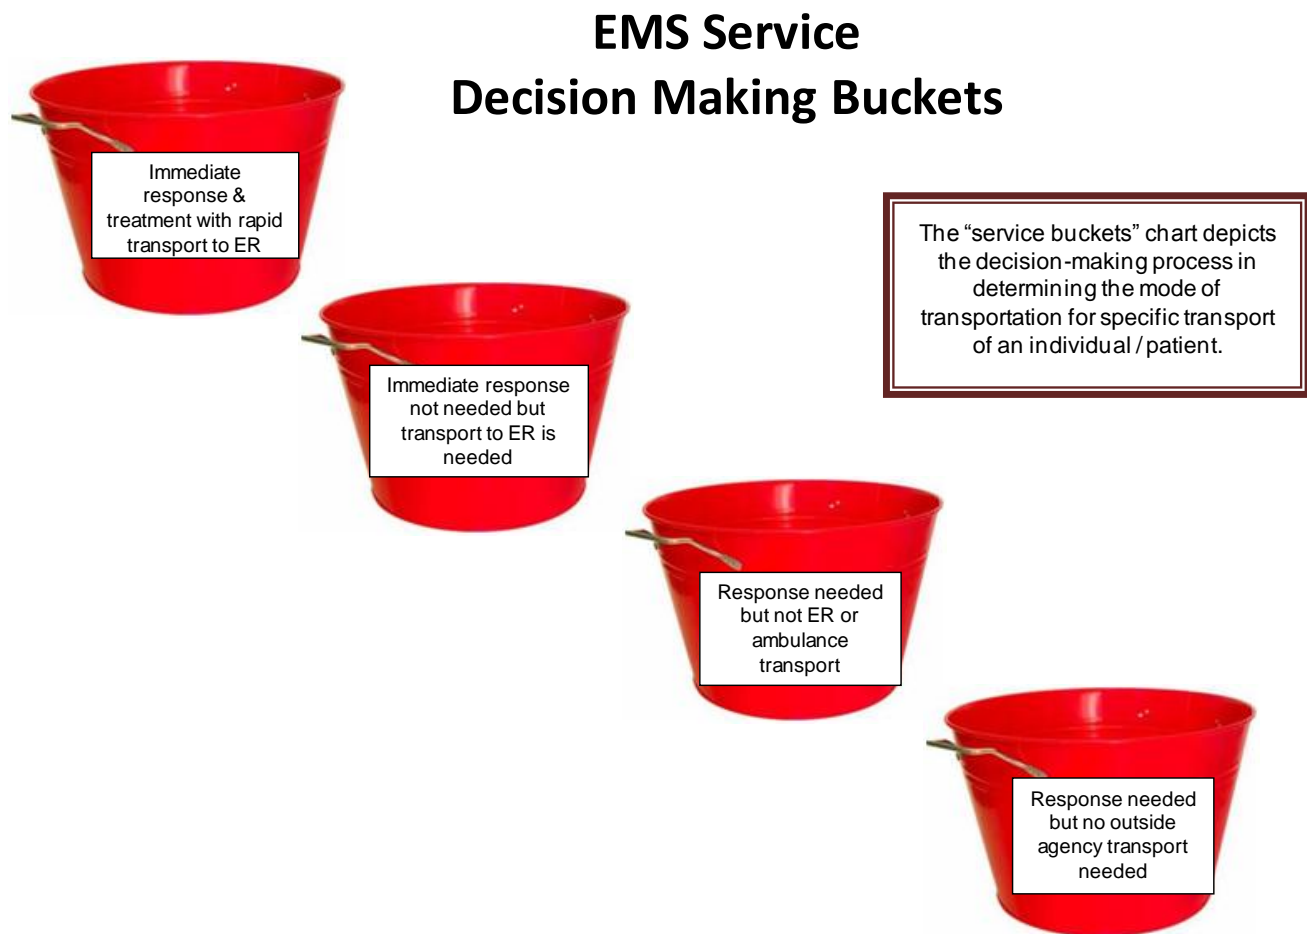 EMS Service
Decision Making Buckets
Immediate
response &
treatment with rapid
transport to ER
The “service buckets” chart depicts
the decision-making process in
determining the mode of
transportation for specific transport
of an individual / patient.
Immediate response
not needed but
transport to ER is
needed
Response needed
but not ER or
ambulance
transport
Response needed
but no outside
agency transport
needed